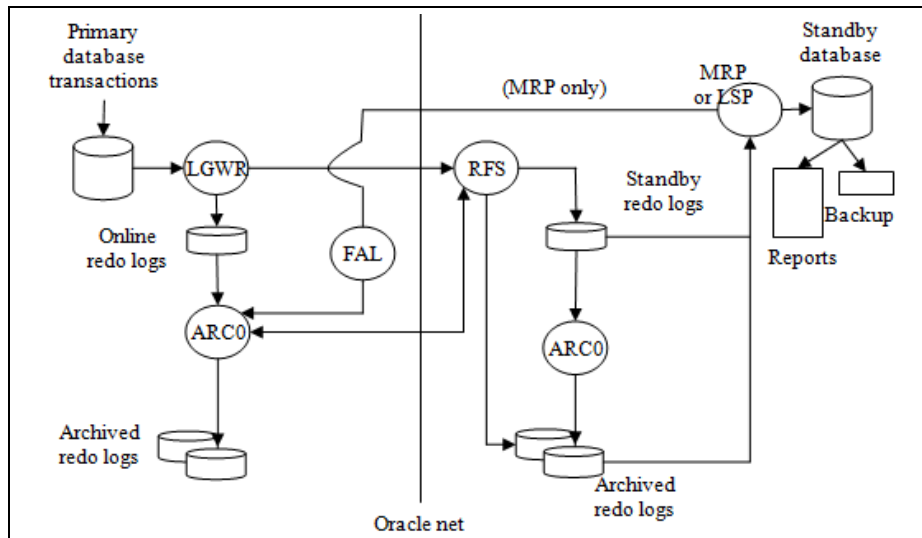 Primary
database
transactions
Standby
database
(MRP only)
MRP
or LSP
LGWR
RFS
Standby
redo logs
Online
redo logs
FAL
Backup
Reports
ARC0
ARC0
Archived
redo logs
Archived
redo logs
Oracle net